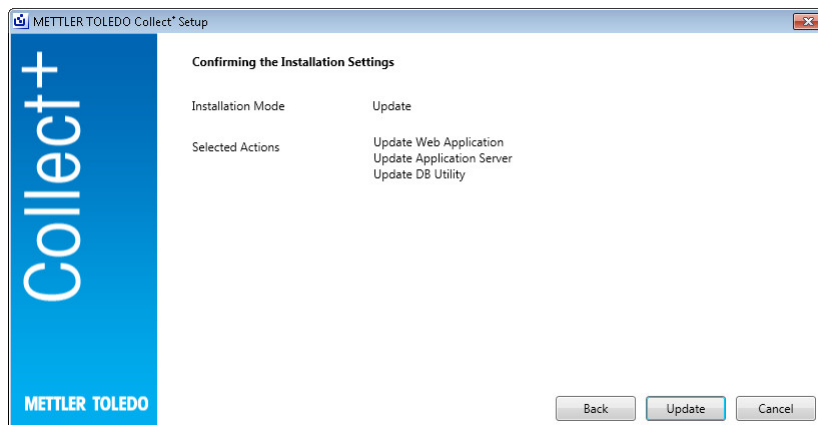 METTLER TOLEDO Collect⁺ Setup
Collect+
Confirming the Installation Settings
Installation Mode Update
Selected Actions Update Web Application
Update Application Server
Update DB Utility
METTLER TOLEDO
Back Update Cancel